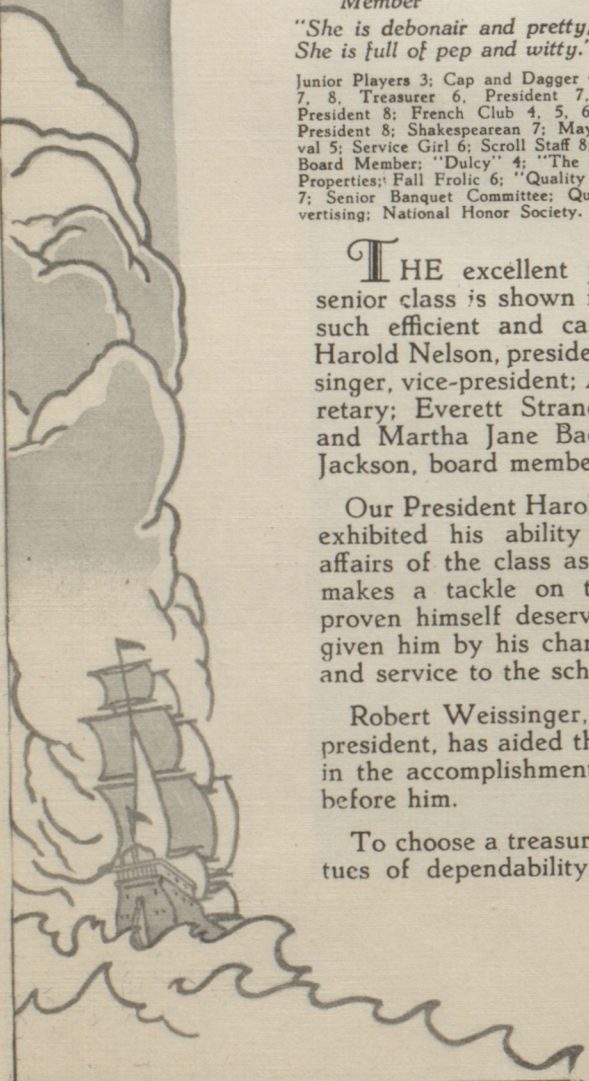 Member
"She is debonair and pretty,
She is full of pep and witty."
Junior Players 3; Cap and Dagger
7, 8, Treasurer 6, President 7,
President 8; French Club 4, 5, 6
President 8; Shakespearean 7; May
val 5; Service Girl 6; Scroll Staff 8
Board Member; "Dulcy" 4; "The
Properties; Fall Frolic 6; "Quality
7; Senior Banquet Committee; Qu
vertising; National Honor Society.
THE excellent
senior class is shown
such efficient and ca
Harold Nelson, preside
singer, vice-president; A
retary; Everett Stran
and Martha Jane Ba
Jackson, board membe
Our President Haro
exhibited his ability
affairs of the class as
makes a tackle on t
proven himself deserv
given him by his char
and service to the sch
Robert Weissinger,
president, has aided th
in the accomplishment
before him.
To choose a treasur
tues of dependability